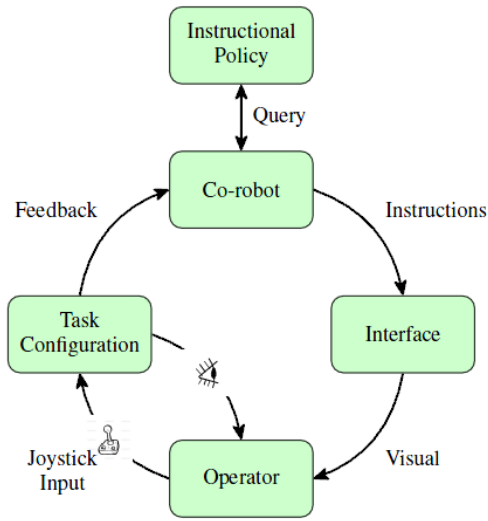 Instructional
Policy
Query
Co-robot
Feedback
Instructions
Task
Configuration
Interface
Joystick
Input
Operator
Visual